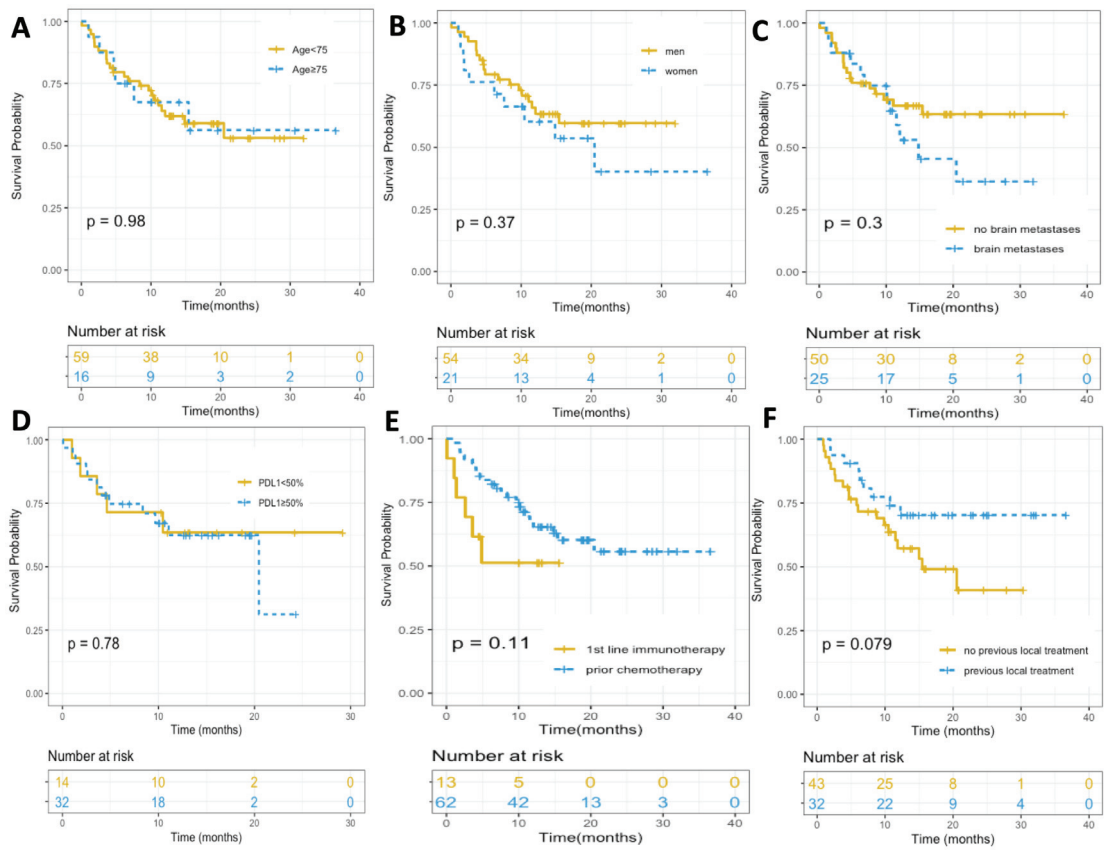 A
Survival Probability
1.00
0.75
0.50
0.25
0.00
Age<75
Age≥75
p = 0.98
0 10 20 30 40
Time(months)
Number at risk
59 38 10 1 0
16 9 3 2 0
0 10 20 30 40
Time(months)
B
Survival Probability
1.00
0.75
0.50
0.25
0.00
men
women
p = 0.37
0 10 20 30 40
Time(months)
Number at risk
54 34 9 2 0
21 13 4 1 0
0 10 20 30 40
Time(months)
C
Survival Probability
1.00
0.75
0.50
0.25
0.00
p = 0.3
no brain metastases
brain metastases
0 10 20 30 40
Time(months)
Number at risk
50 30 8 2 0
25 17 5 1 0
0 10 20 30 40
Time(months)
D
Survival Probability
1.00
0.75
0.50
0.25
0.00
PDL1<50%
PDL1≥50%
p = 0.78
0 10 20 30
Time (months)
Number at risk
14 10 2 0
32 18 2 0
0 10 20 30
Time (months)
E
Survival Probability
1.00
0.75
0.50
0.25
0.00
p = 0.11
1st line immunotherapy
prior chemotherapy
0 10 20 30 40
Time(months)
Number at risk
13 5 0 0 0
62 42 13 3 0
0 10 20 30 40
Time(months)
F
Survival Probability
1.00
0.75
0.50
0.25
0.00
p = 0.079
no previous local treatment
previous local treatment
0 10 20 30 40
Time (months)
Number at risk
43 25 8 1 0
32 22 9 4 0
0 10 20 30 40
Time (months)